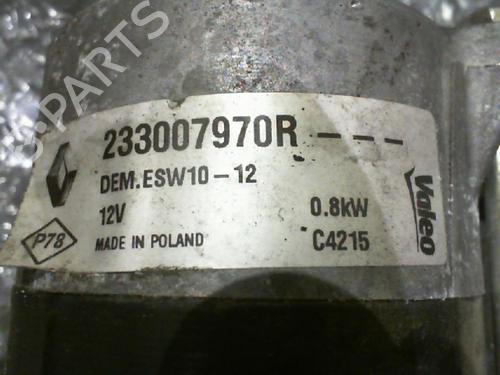 B-PARTS
233007970R - - -
DEM.ESW10-12
12V 0.8kW
P78 MADE IN POLAND C4215
Valeo